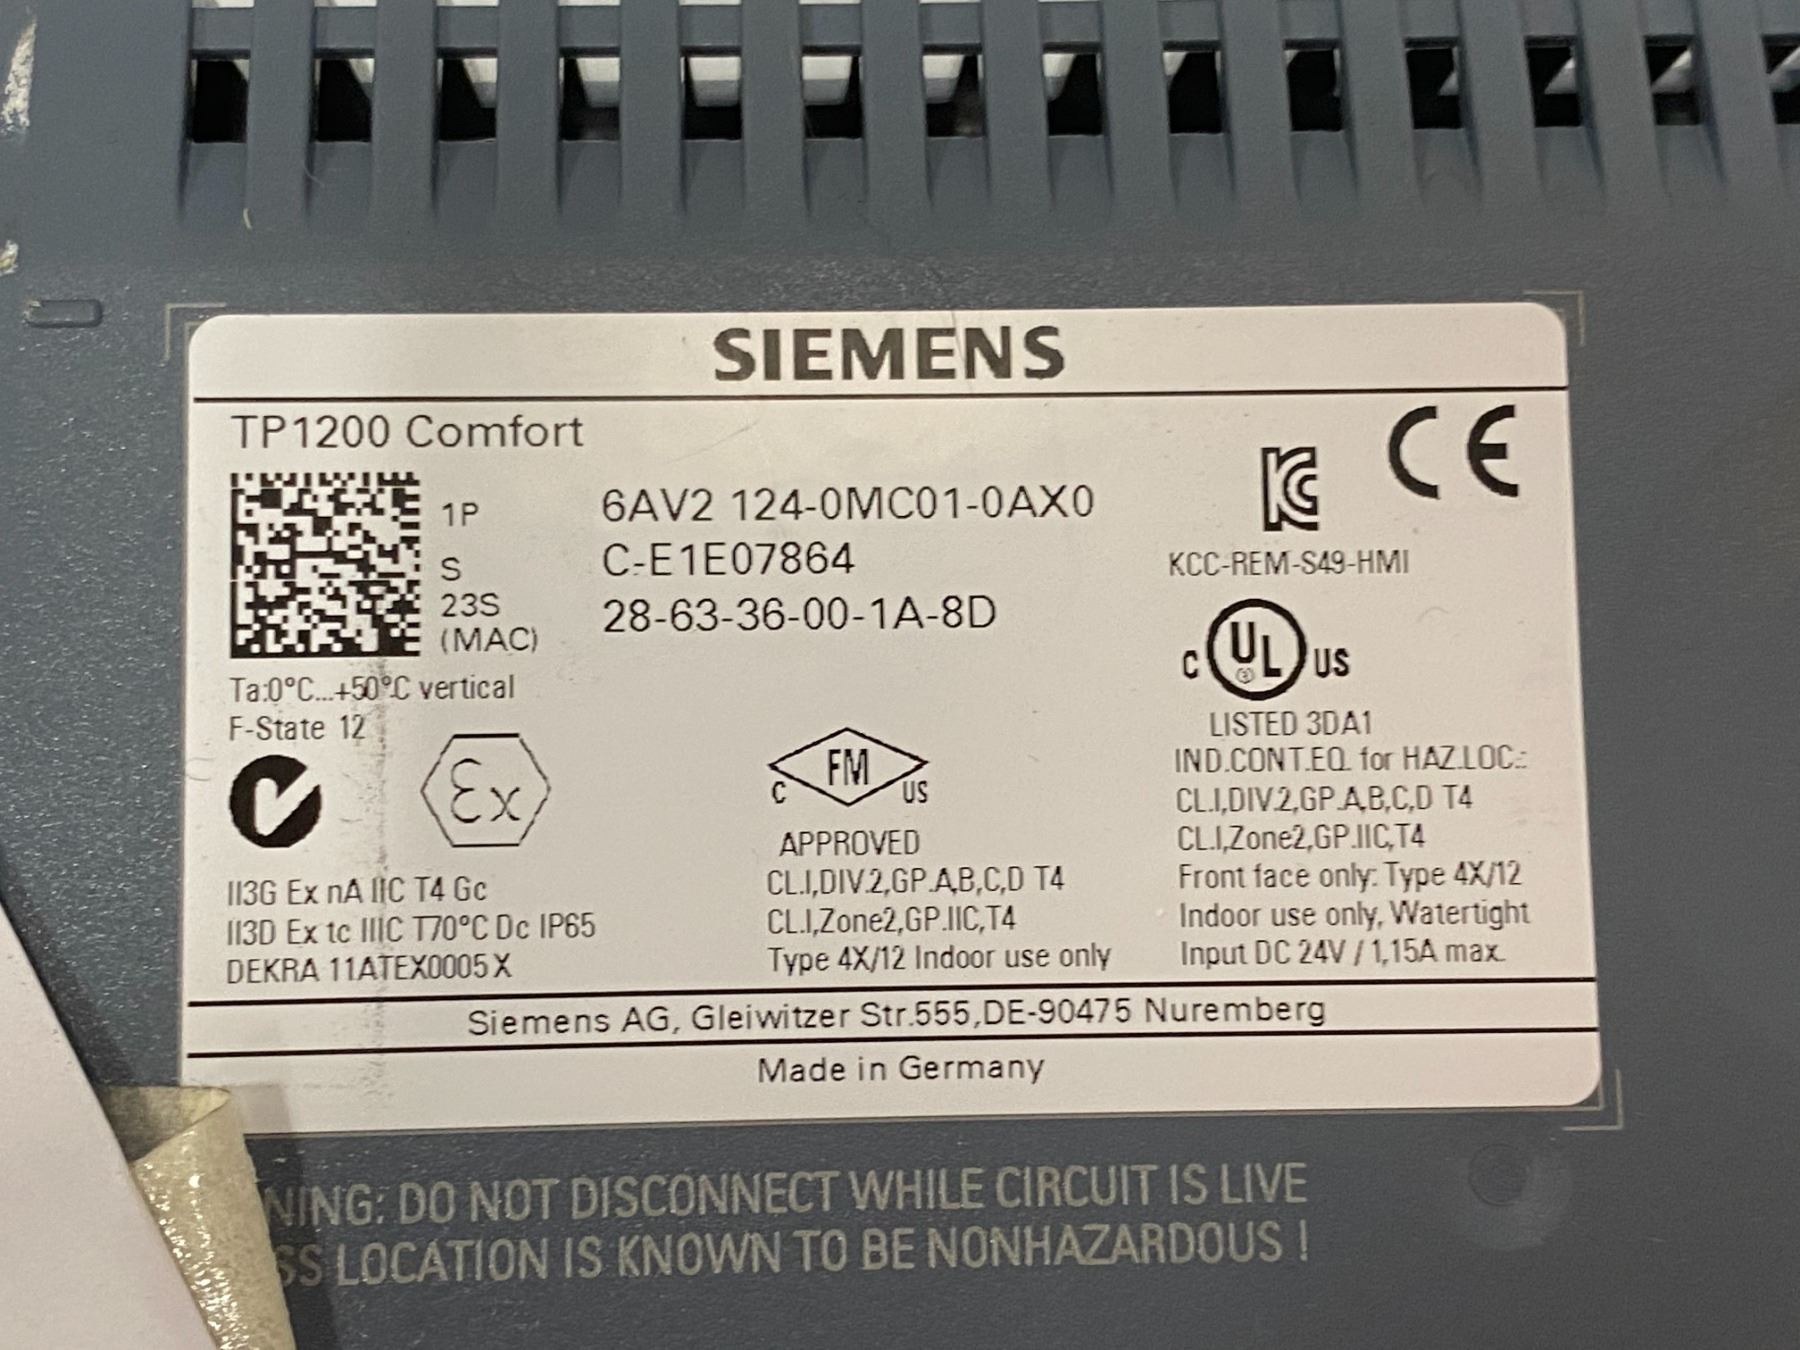 SIEMENS
TP1200 Comfort
1P 6AV2 124-0MC01-0AX0
S C-E1E07864
23S 28-63-36-00-1A-8D
(MAC)
Ta:0°C...+50°C vertical
F-State 12
Ex
II3G Ex nA IIC T4 Gc
II3D Ex tc IIIC T70°C Dc IP65
DEKRA 11ATEX0005X
C FM US
APPROVED
CL.I,DIV.2,GP.A,B,C,D T4
CL.I,Zone2,GP.IIC,T4
Type 4X/12 Indoor use only
CE
KCC-REM-S49-HMI
C UL US
LISTED 3DA1
IND.CONT.EQ. for HAZ.LOC.:
CL.I,DIV.2,GP.A,B,C,D T4
CL.I,Zone2,GP.IIC,T4
Front face only: Type 4X/12
Indoor use only, Watertight
Input DC 24V / 1,15A max.
Siemens AG, Gleiwitzer Str.555,DE-90475 Nuremberg
Made in Germany
NING: DO NOT DISCONNECT WHILE CIRCUIT IS LIVE
SS LOCATION IS KNOWN TO BE NONHAZARDOUS !